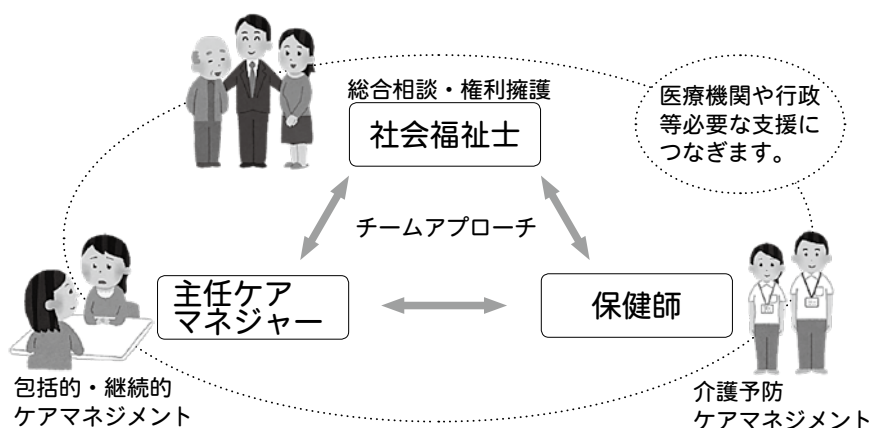 総合相談・権利擁護
社会福祉士
医療機関や行政
等必要な支援に
つなぎます。
チームアプローチ
主任ケア
マネジャー
保健師
包括的・継続的
ケアマネジメント
介護予防
ケアマネジメント